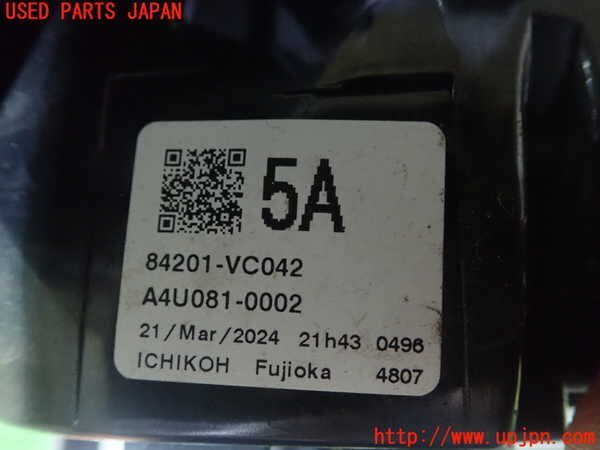 USED PARTS JAPAN
5A
84201-VC042
A4U081-0002
21/Mar/2024 21h43 0496
ICHIKOH Fujioka 4807
http://www.upjpn.com